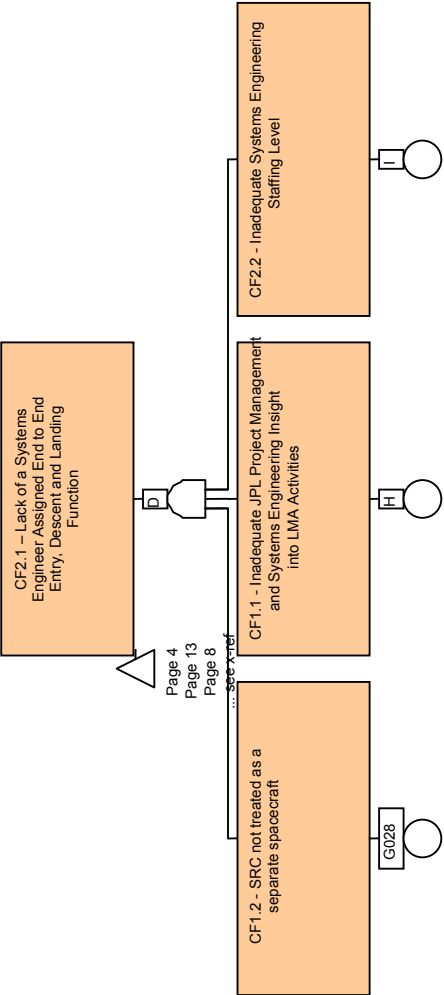 CF2.1 – Lack of a Systems
Engineer Assigned End to End
Entry, Descent and Landing
Function
D
Page 4
Page 13
Page 8
... see x-ref
CF1.2 - SRC not treated as a
separate spacecraft
G028
CF1.1 - Inadequate JPL Project Management
and Systems Engineering Insight
into LMA Activities
H
CF2.2 - Inadequate Systems Engineering
Staffing Level
I